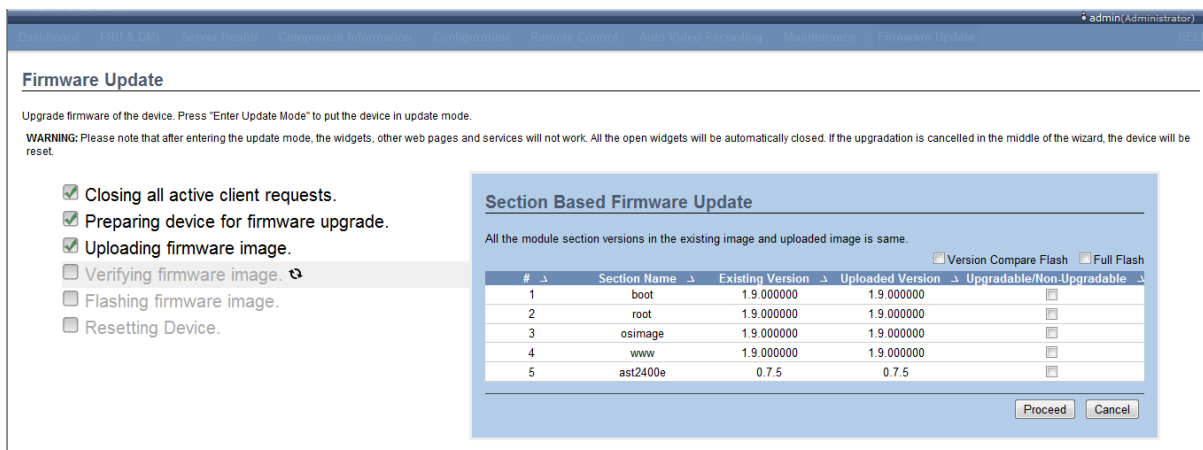 admin(Administrator)
Dashboard FRU & DMI Server Health Component Information Configuration Remote Control Auto Video Recording Maintenance Firmware Update HEL
Firmware Update
Upgrade firmware of the device. Press "Enter Update Mode" to put the device in update mode.
WARNING: Please note that after entering the update mode, the widgets, other web pages and services will not work. All the open widgets will be automatically closed. If the upgradation is cancelled in the middle of the wizard, the device will be
reset.
Closing all active client requests.
Preparing device for firmware upgrade.
Uploading firmware image.
Verifying firmware image.
Flashing firmware image.
Resetting Device.
Section Based Firmware Update
All the module section versions in the existing image and uploaded image is same.
Version Compare Flash Full Flash
# Section Name Existing Version Uploaded Version Upgradable/Non-Upgradable
1 boot 1.9.000000 1.9.000000
2 root 1.9.000000 1.9.000000
3 osimage 1.9.000000 1.9.000000
4 www 1.9.000000 1.9.000000
5 ast2400e 0.7.5 0.7.5
Proceed Cancel